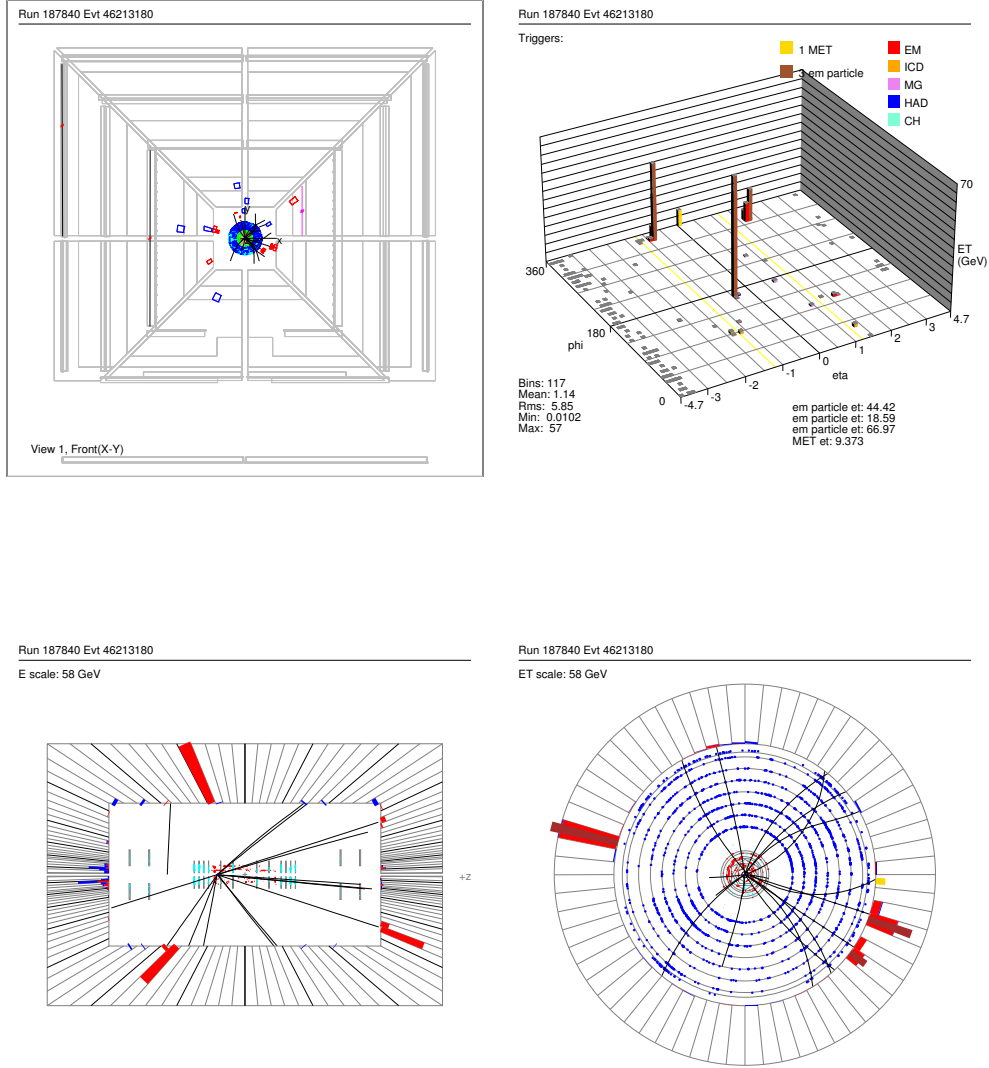 Run 187840 Evt 46213180
View 1, Front(X-Y)
y
x
Run 187840 Evt 46213180
Triggers:
1 MET
3 em particle
EM
ICD
MG
HAD
CH
70
ET
(GeV)
360
180
phi
0
-4.7
-3
-2
-1
0
1
2
3
4.7
eta
Bins: 117
Mean: 1.14
Rms: 5.85
Min: 0.0102
Max: 57
em particle et: 44.42
em particle et: 18.59
em particle et: 66.97
MET et: 9.373
Run 187840 Evt 46213180
E scale: 58 GeV
+Z
Run 187840 Evt 46213180
ET scale: 58 GeV